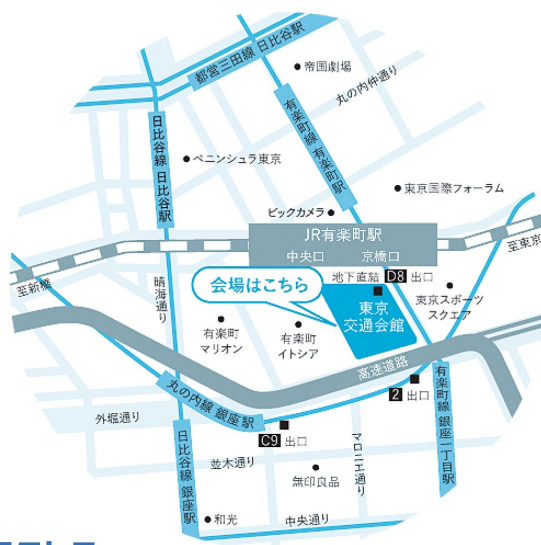 都営三田線 日比谷駅
帝国劇場
丸の内仲通り
日比谷線 日比谷駅
有楽町線 有楽町駅
ペニンシュラ東京
東京国際フォーラム
ビックカメラ
JR有楽町駅
中央口
京橋口
至東京
至新橋
地下直結 D8 出口
会場はこちら
晴海通り
東京
交通会館
東京スポーツ
スクエア
有楽町
マリオン
有楽町
イトシア
高速道路
丸の内線 銀座駅
2 出口
有楽町線 銀座一丁目駅
外堀通り
C9 出口
日比谷線 銀座駅
並木通り
マロニエ通り
無印良品
和光
中央通り